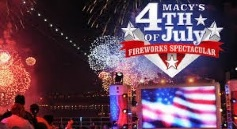 MACY'S
4TH
OF July
FIREWORKS SPECTACULAR